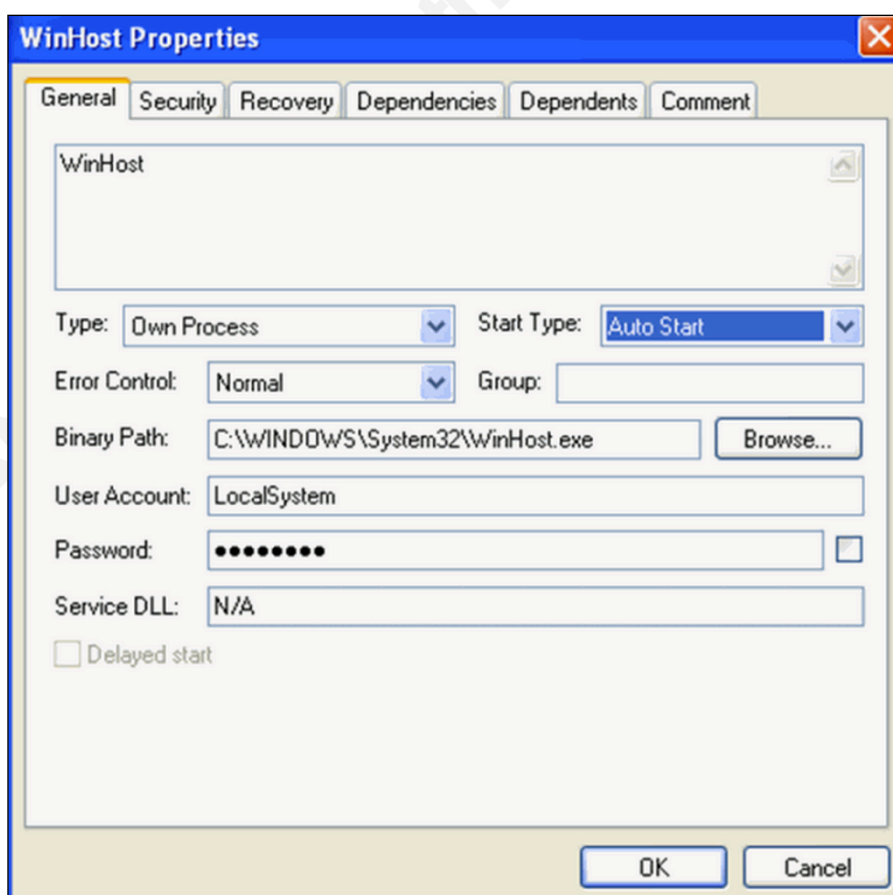 WinHost Properties
General Security Recovery Dependencies Dependents Comment
WinHost
Type: Own Process Start Type: Auto Start
Error Control: Normal Group:
Binary Path: C:\WINDOWS\System32\WinHost.exe Browse...
User Account: LocalSystem
Password: ••••••••
Service DLL: N/A
Delayed start
OK Cancel